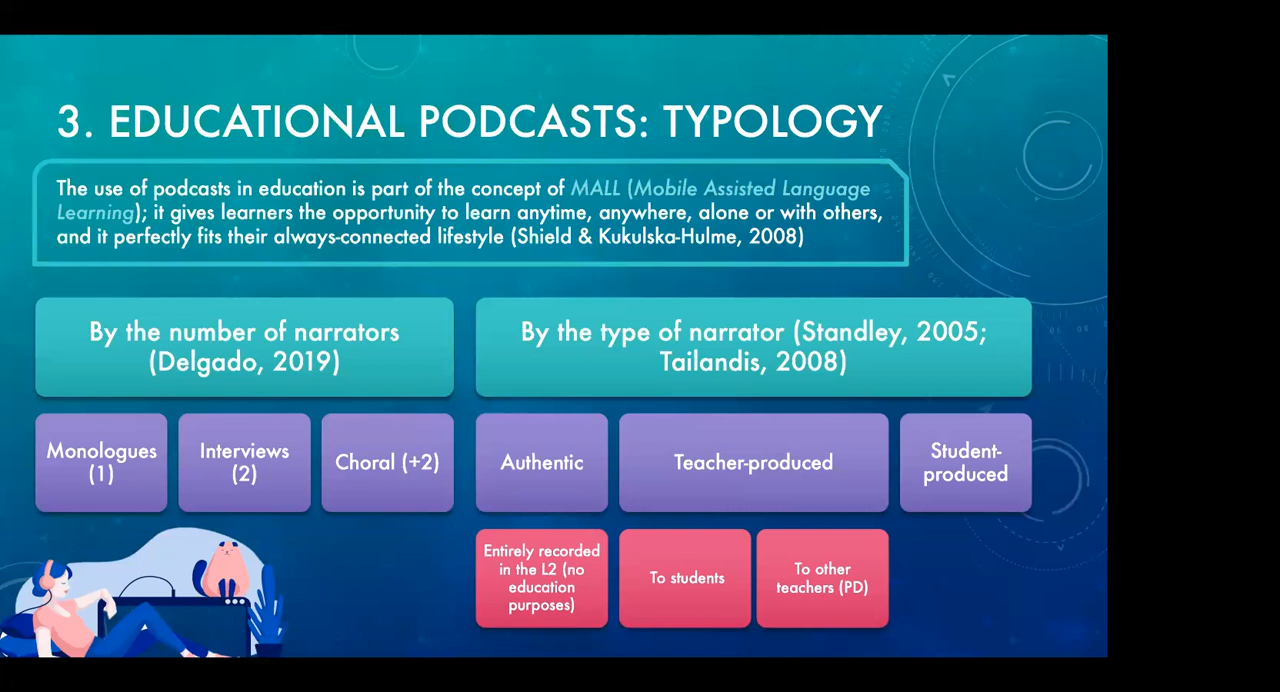 3. EDUCATIONAL PODCASTS: TYPOLOGY
The use of podcasts in education is part of the concept of MALL (Mobile Assisted Language
Learning); it gives learners the opportunity to learn anytime, anywhere, alone or with others,
and it perfectly fits their always-connected lifestyle (Shield & Kukulska-Hulme, 2008)
By the number of narrators
(Delgado, 2019)
Monologues
(1)
Interviews
(2)
Choral (+2)
By the type of narrator (Standley, 2005;
Tailandis, 2008)
Authentic
Entirely recorded
in the L2 (no
education
purposes)
Teacher-produced
To students
To other
teachers (PD)
Student-
produced